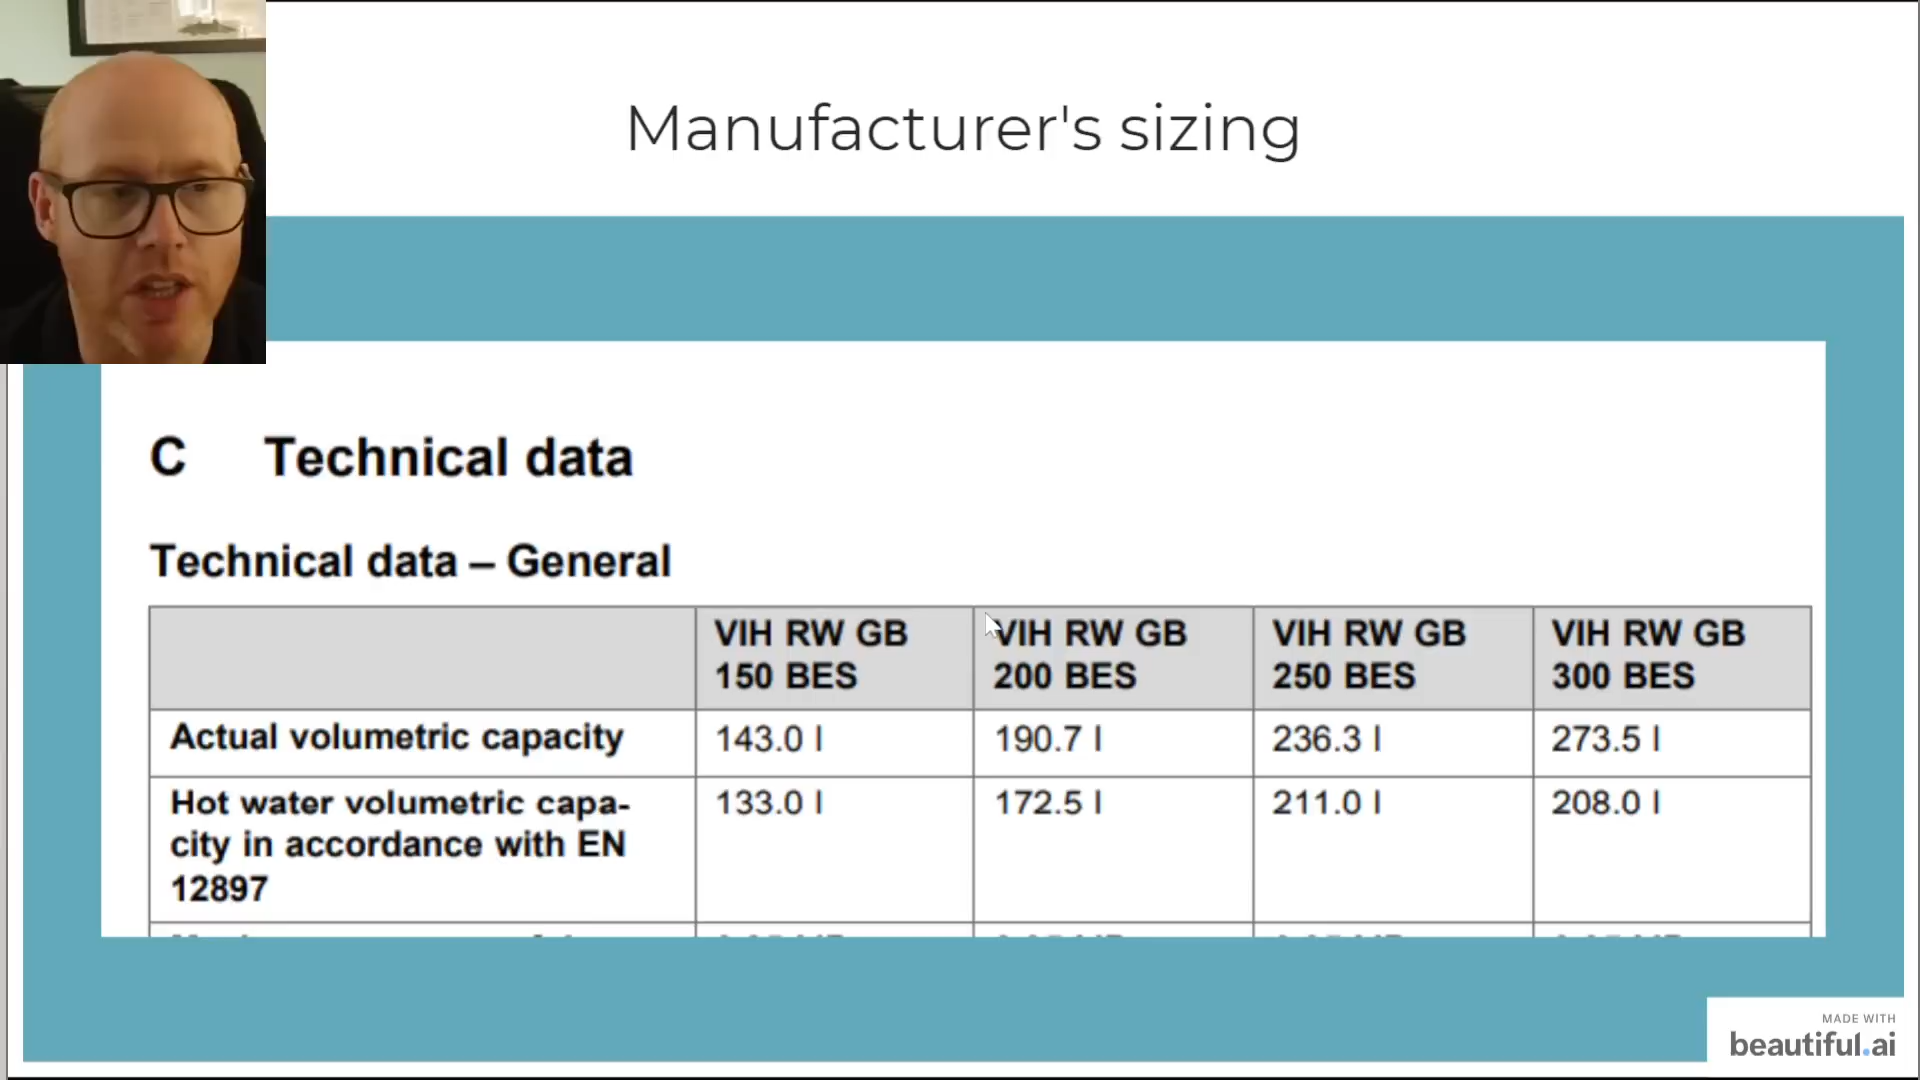 Manufacturer's sizing
C Technical data
Technical data – General
VIH RW GB VIH RW GB VIH RW GB VIH RW GB
150 BES 200 BES 250 BES 300 BES
Actual volumetric capacity 143.0 l 190.7 l 236.3 l 273.5 l
Hot water volumetric capa- 133.0 l 172.5 l 211.0 l 208.0 l
city in accordance with EN
12897
MADE WITH
beautiful.ai